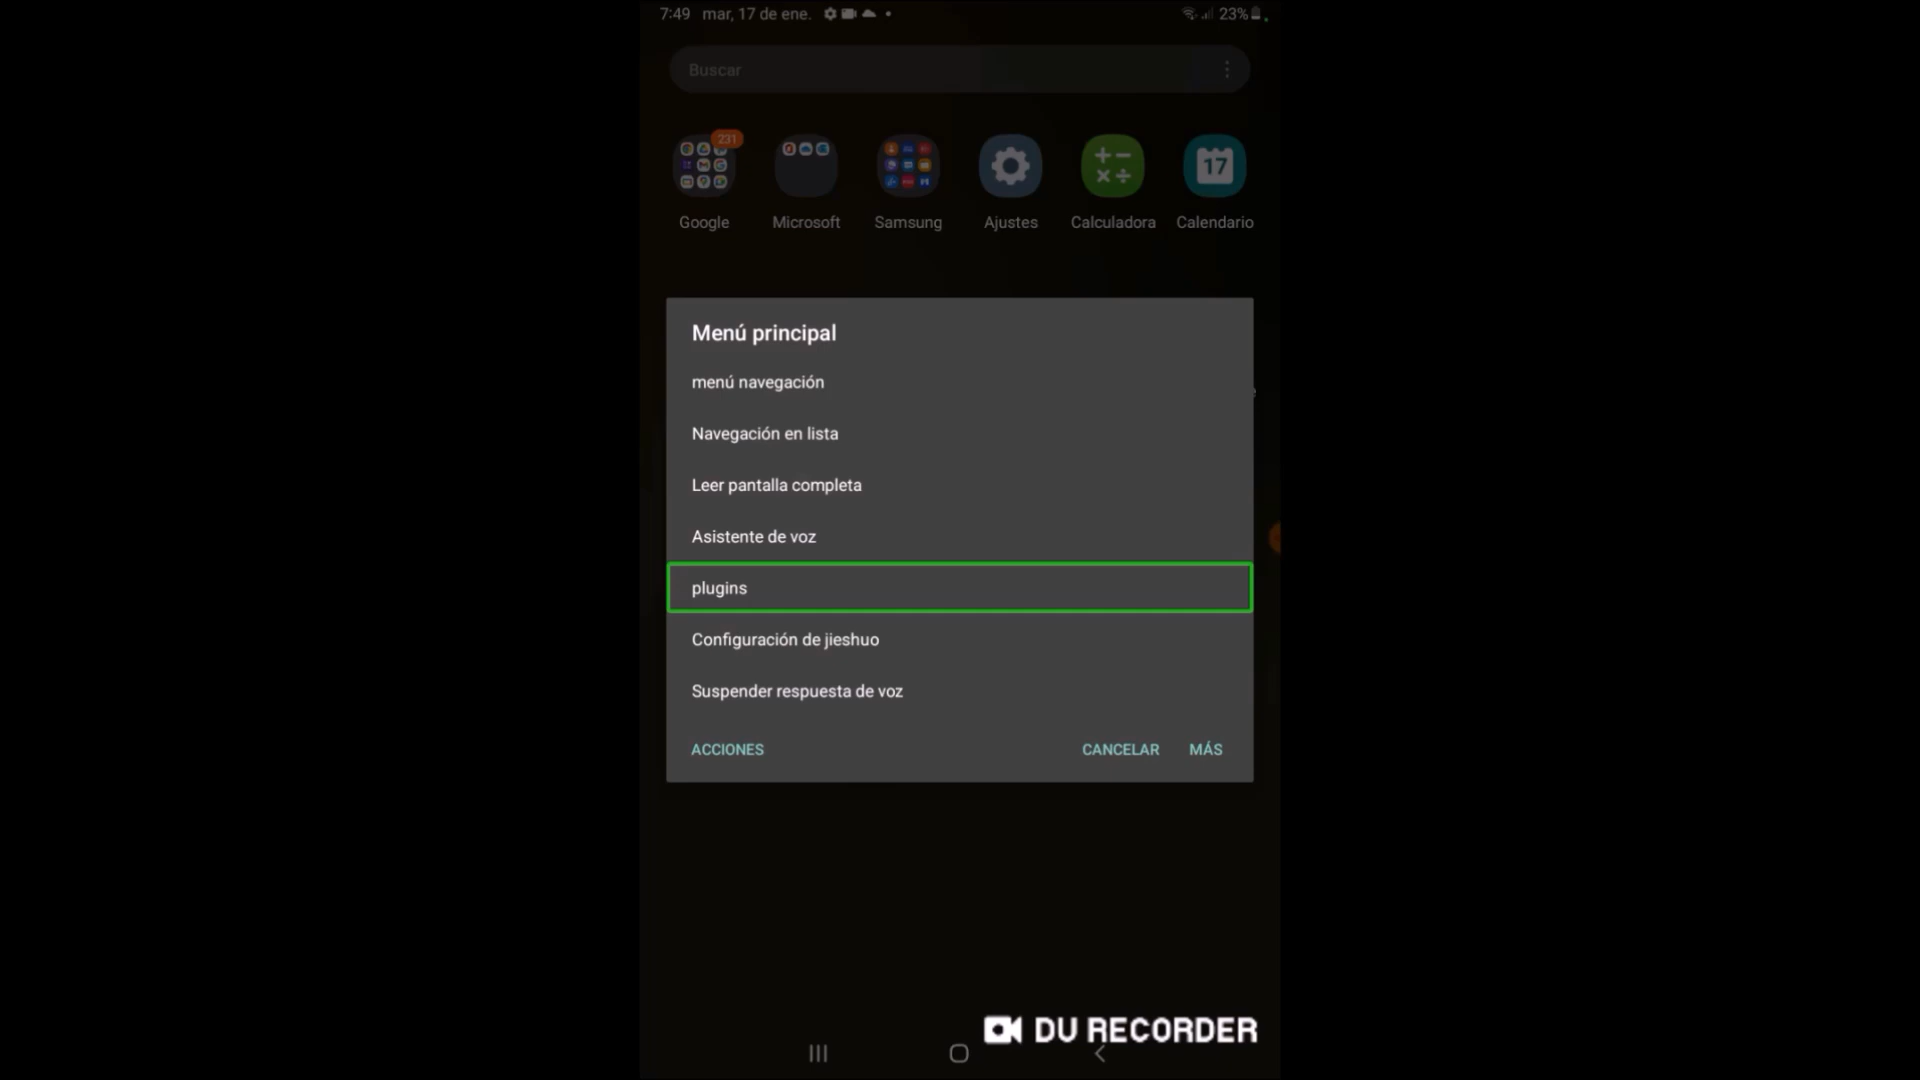 7:49 mar, 17 de ene.
23%
Buscar
231
17
Google
Microsoft
Samsung
Ajustes
Calculadora
Calendario
Menú principal
menú navegación
Navegación en lista
Leer pantalla completa
Asistente de voz
plugins
Configuración de jieshuo
Suspender respuesta de voz
ACCIONES
CANCELAR
MÁS
DU RECORDER